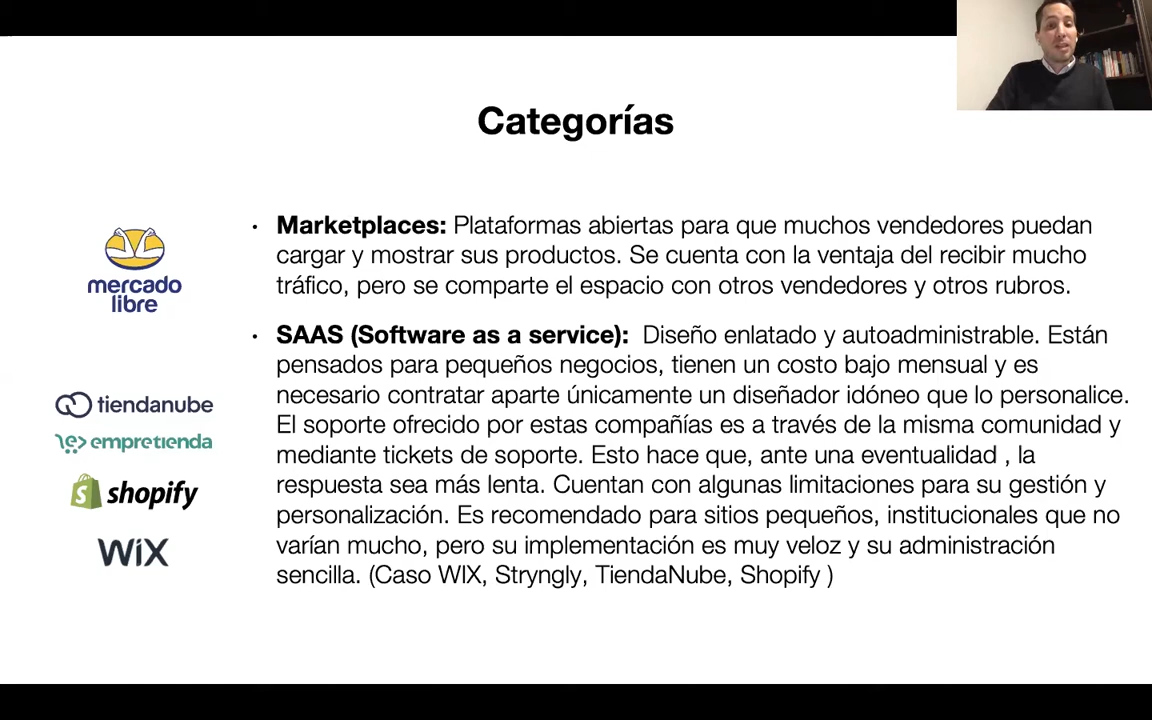 Categorías
Marketplaces: Plataformas abiertas para que muchos vendedores puedan
cargar y mostrar sus productos. Se cuenta con la ventaja del recibir mucho
tráfico, pero se comparte el espacio con otros vendedores y otros rubros.
mercado
libre
SAAS (Software as a service):  Diseño enlatado y autoadministrable. Están
pensados para pequeños negocios, tienen un costo bajo mensual y es
necesario contratar aparte únicamente un diseñador idóneo que lo personalice.
El soporte ofrecido por estas compañías es a través de la misma comunidad y
mediante tickets de soporte. Esto hace que, ante una eventualidad , la
respuesta sea más lenta. Cuentan con algunas limitaciones para su gestión y
personalización. Es recomendado para sitios pequeños, institucionales que no
varían mucho, pero su implementación es muy veloz y su administración
sencilla. (Caso WIX, Stryngly, TiendaNube, Shopify )
tiendanube
empretienda
shopify
WiX